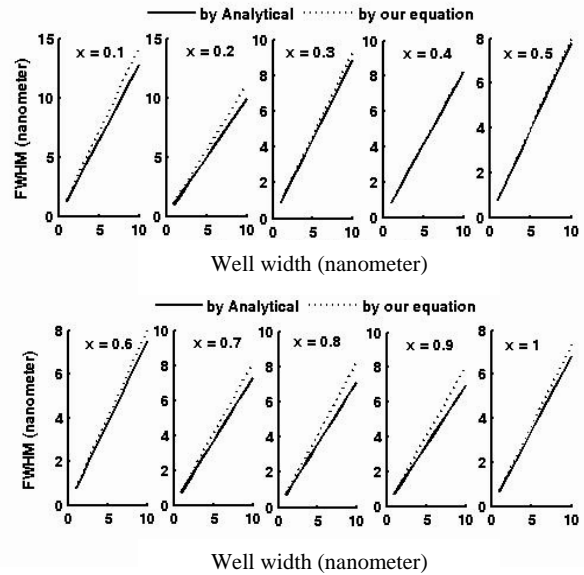 by Analytical by our equation
x = 0.1 x = 0.2 x = 0.3 x = 0.4 x = 0.5
FWHM (nanometer)
15 10 5 0
15 10 5 0
10 8 6 4 2 0
10 8 6 4 2 0
8 6 4 2 0
0 5 10 0 5 10 0 5 10 0 5 10 0 5 10
Well width (nanometer)
by Analytical by our equation
x = 0.6 x = 0.7 x = 0.8 x = 0.9 x = 1
FWHM (nanometer)
8 6 4 2 0
10 8 6 4 2 0
10 8 6 4 2 0
10 8 6 4 2 0
8 6 4 2 0
0 5 10 0 5 10 0 5 10 0 5 10 0 5 10
Well width (nanometer)